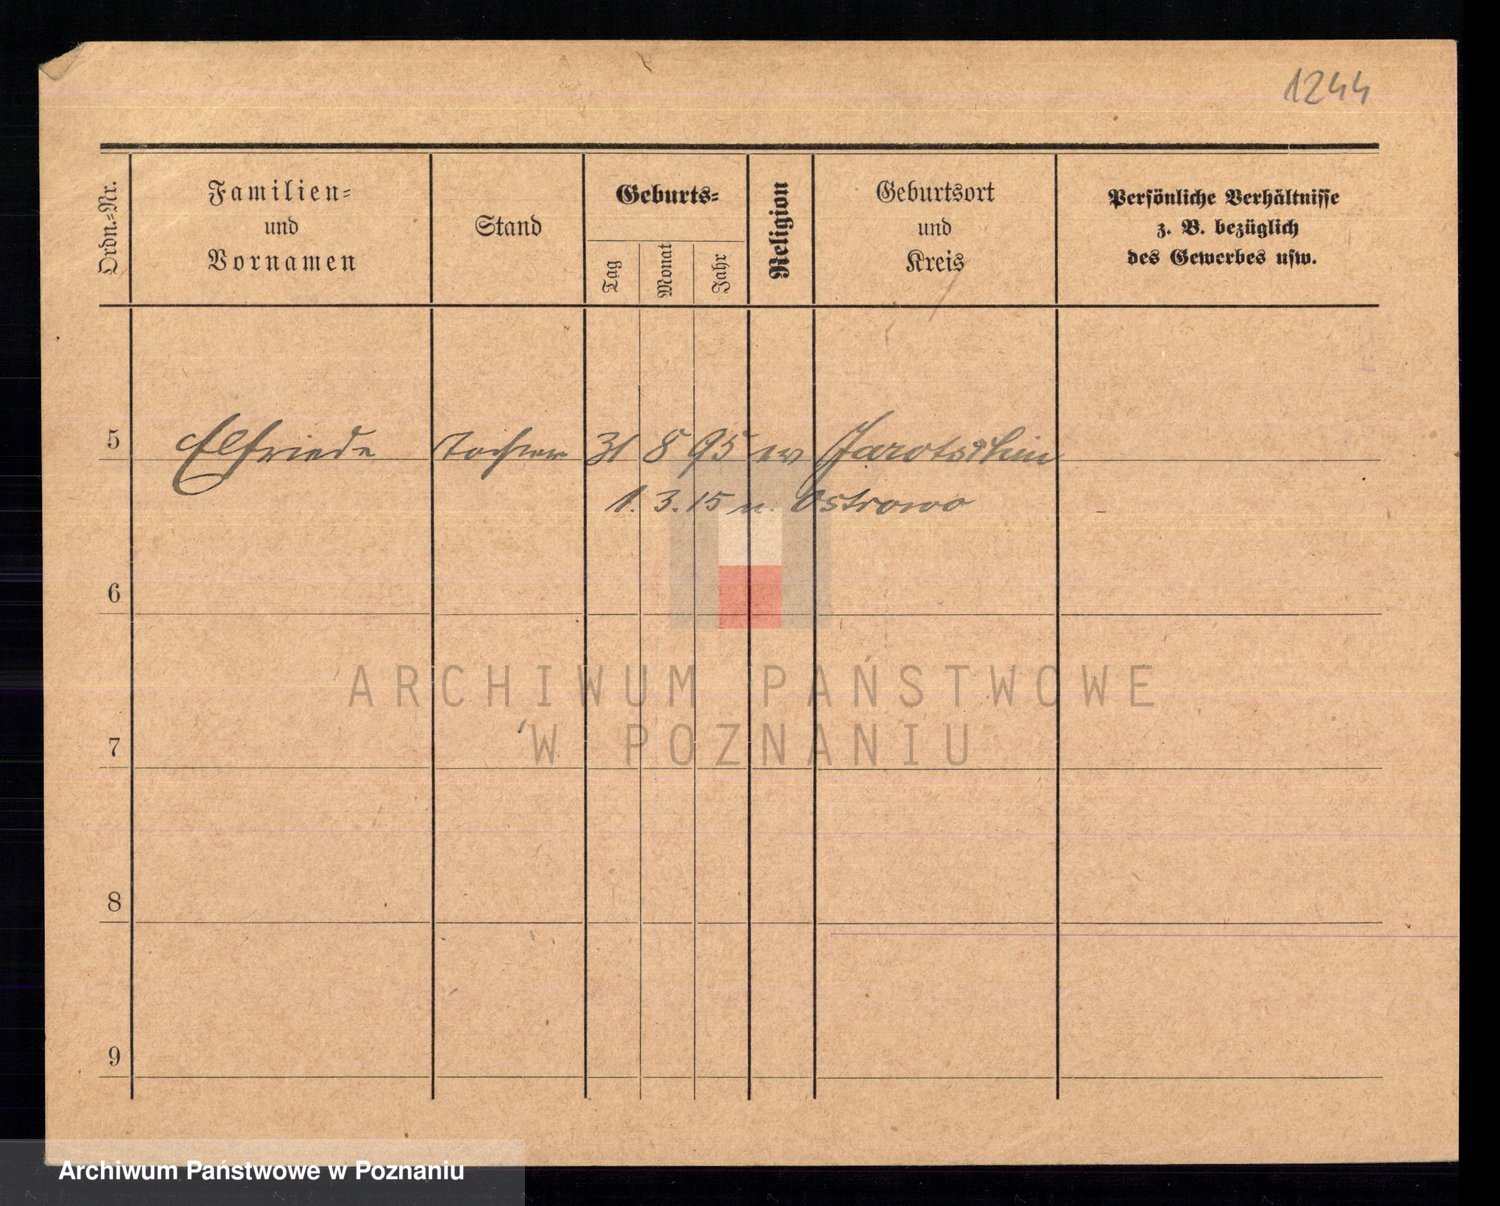 1244
Ordn.-Nr.
Familien-
und
Vornamen
Stand
Geburts-
Tag
Monat
Jahr
Religion
Geburtsort
und
Kreis
Persönliche Verhältnisse
z. B. bezüglich
des Gewerbes usw.
5 Elfriede Tochter 31 8 95 ev Jarotschin
1. 3. 15 n. Ostrowo
6
7
8
9
ARCHIWUM PAŃSTWOWE
W POZNANIU
Archiwum Państwowe w Poznaniu